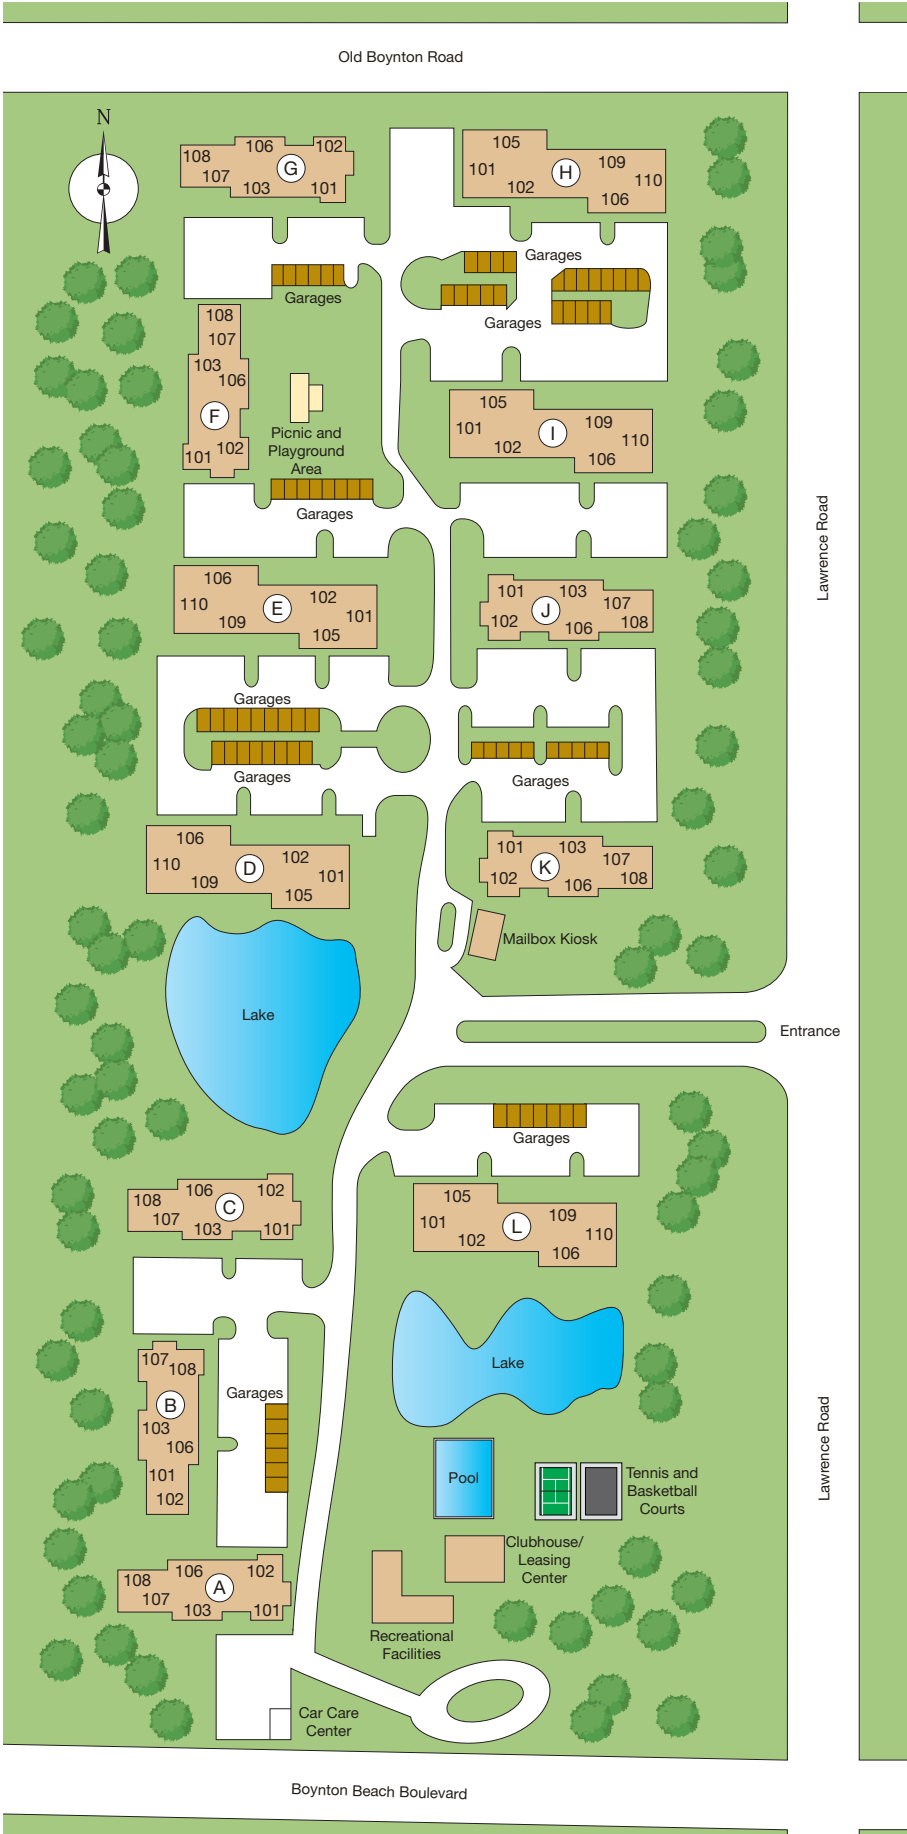 Old Boynton Road
N
106
102
108
G
107
103
101
105
109
101
H
110
102
106
Garages
Garages
Garages
108
107
103
106
F
102
101
Picnic and
Playground
Area
Garages
105
109
101
I
110
102
106
Lawrence Road
106
102
110
E
101
109
105
101
103
107
J
102
108
106
Garages
Garages
Garages
106
102
110
D
101
109
105
101
103
107
K
102
108
106
Mailbox Kiosk
Lake
Entrance
Garages
106
102
108
C
107
103
101
105
109
101
L
110
102
106
Lake
107
108
B
103
106
101
102
Garages
Lawrence Road
Pool
Tennis and
Basketball
Courts
Clubhouse/
Leasing
Center
106
102
108
A
107
103
101
Recreational
Facilities
Car Care
Center
Boynton Beach Boulevard